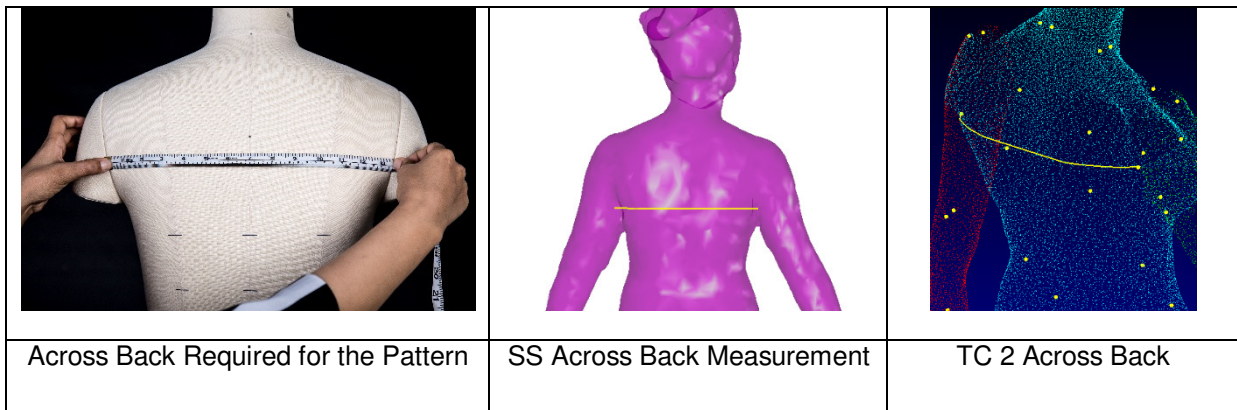 Across Back Required for the Pattern
SS Across Back Measurement
TC 2 Across Back